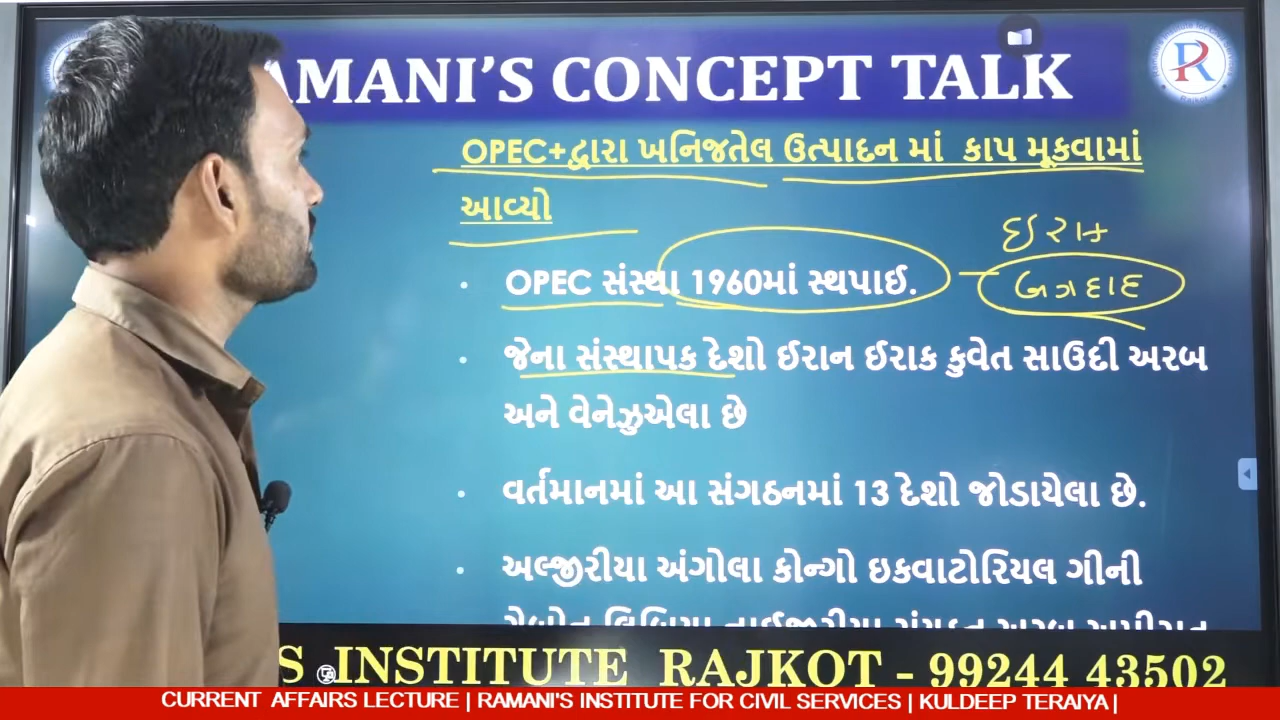 RAMANI'S CONCEPT TALK
OPEC+દ્વારા ખનિજતેલ ઉત્પાદન માં કાપ મૂકવામાં
આવ્યો
ઈરાક
OPEC સંસ્થા 1960માં સ્થપાઈ.
બગદાદ
જેના સંસ્થાપક દેશો ઈરાન ઈરાક કુવેત સાઉદી અરબ
અને વેનેઝુએલા છે
વર્તમાનમાં આ સંગઠનમાં 13 દેશો જોડાયેલા છે.
અલ્જીરીયા અંગોલા કોન્ગો ઇકવાટોરિયલ ગીની
S INSTITUTE RAJKOT - 99244 43502
CURRENT AFFAIRS LECTURE | RAMANI'S INSTITUTE FOR CIVIL SERVICES | KULDEEP TERAIYA |